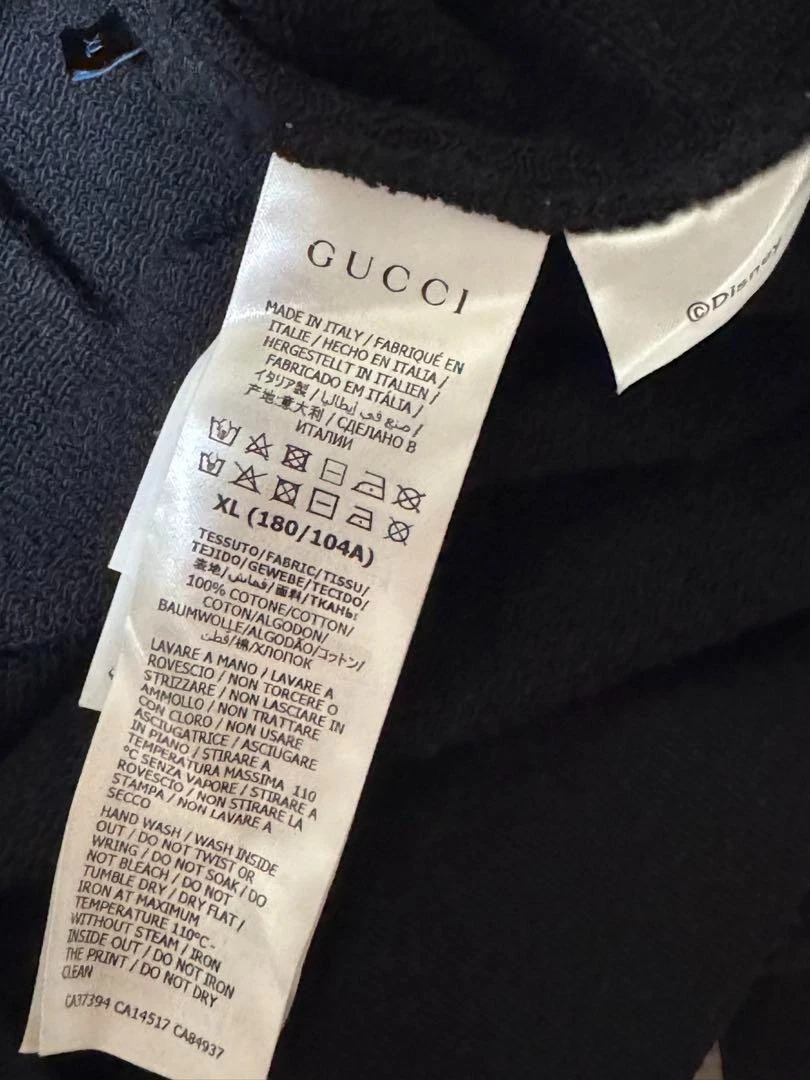 GUCCI
MADE IN ITALY / FABRIQUÉ EN
ITALIE / HECHO EN ITALIA /
HERGESTELLT IN ITALIEN /
FABRICADO EM ITÁLIA /
イタリア製 / صنع في إيطاليا /
产地:意大利 / СДЕЛАНО В
ИТАЛИИ
XL (180/104A)
TESSUTO/FABRIC/TISSU/
TEJIDO/GEWEBE/TECIDO/
表地/قماش/面料/ТКАНЬ:
100% COTONE/COTTON/
COTON/ALGODON/
BAUMWOLLE/ALGODÃO/コットン/
قطن/棉/ХЛОПОК
LAVARE A MANO / LAVARE A
ROVESCIO / NON TORCERE O
STRIZZARE / NON LASCIARE IN
AMMOLLO / NON TRATTARE
CON CLORO / NON USARE
ASCIUGATRICE / ASCIUGARE
IN PIANO / STIRARE A
TEMPERATURA MASSIMA 110
°C SENZA VAPORE / STIRARE A
ROVESCIO / NON STIRARE LA
STAMPA / NON LAVARE A
SECCO
HAND WASH / WASH INSIDE
OUT / DO NOT TWIST OR
WRING / DO NOT SOAK / DO
NOT BLEACH / DO NOT
TUMBLE DRY / DRY FLAT /
IRON AT MAXIMUM
TEMPERATURE 110°C-
WITHOUT STEAM / IRON
INSIDE OUT / DO NOT IRON
THE PRINT / DO NOT DRY
CLEAN
CA37394 CA14517 CA84937
©Disney